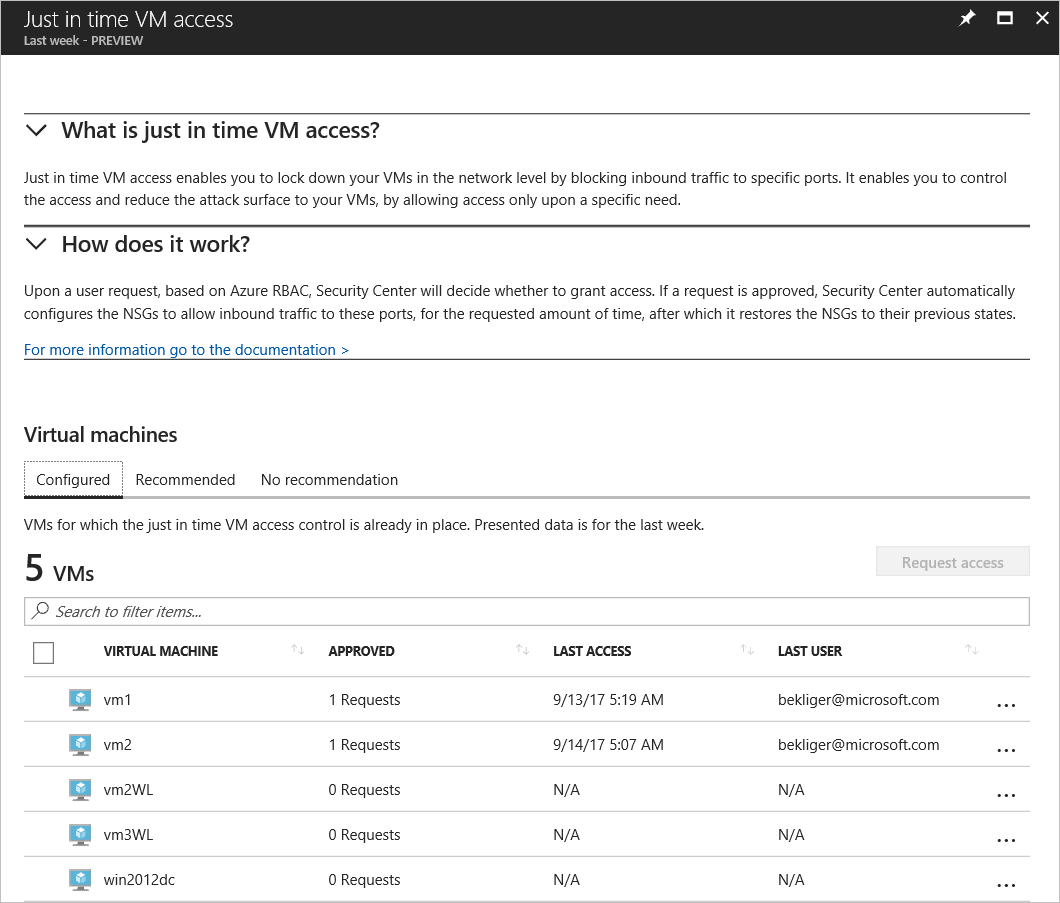 Just in time VM access
Last week - PREVIEW
What is just in time VM access?
Just in time VM access enables you to lock down your VMs in the network level by blocking inbound traffic to specific ports. It enables you to control
the access and reduce the attack surface to your VMs, by allowing access only upon a specific need.
How does it work?
Upon a user request, based on Azure RBAC, Security Center will decide whether to grant access. If a request is approved, Security Center automatically
configures the NSGs to allow inbound traffic to these ports, for the requested amount of time, after which it restores the NSGs to their previous states.
For more information go to the documentation >
Virtual machines
Configured Recommended No recommendation
VMs for which the just in time VM access control is already in place. Presented data is for the last week.
5 VMs Request access
Search to filter items...
VIRTUAL MACHINE APPROVED LAST ACCESS LAST USER
vm1 1 Requests 9/13/17 5:19 AM bekliger@microsoft.com ...
vm2 1 Requests 9/14/17 5:07 AM bekliger@microsoft.com ...
vm2WL 0 Requests N/A N/A ...
vm3WL 0 Requests N/A N/A ...
win2012dc 0 Requests N/A N/A ...